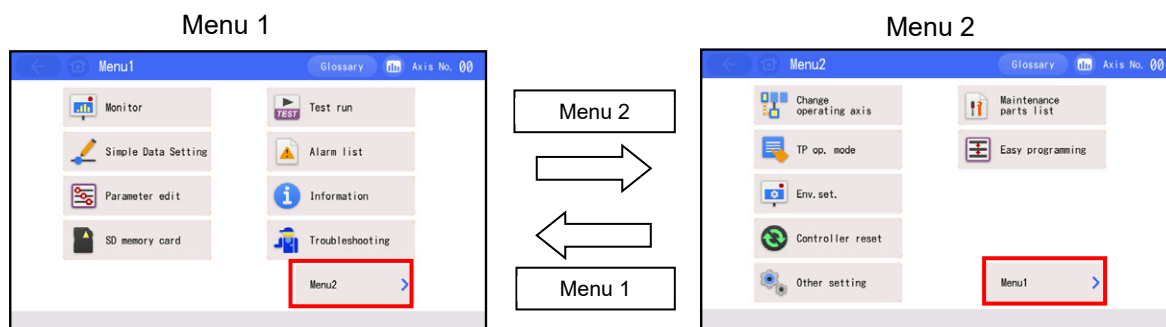 Menu 1
Menu1
Glossary
Axis No. 00
Monitor
Test run
TEST
Simple Data Setting
Alarm list
Parameter edit
Information
SD memory card
Troubleshooting
Menu2
Menu 2
Menu 1
Menu 2
Menu2
Glossary
Axis No. 00
Change
operating axis
Maintenance
parts list
TP op. mode
Easy programming
Env. set.
Controller reset
Other setting
Menu1